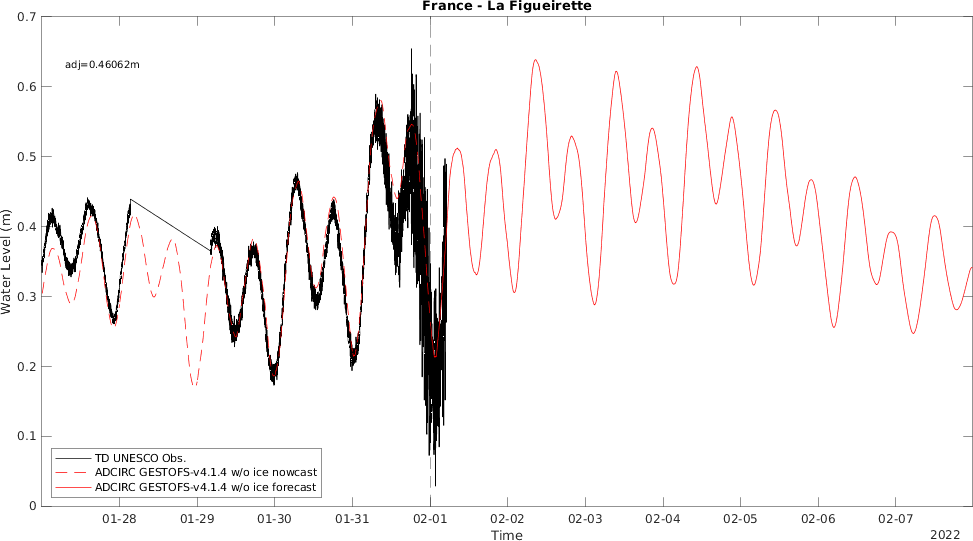 France - La Figueirette
adj=0.46062m
Water Level (m)
0.7
0.6
0.5
0.4
0.3
0.2
0.1
0
TD UNESCO Obs.
ADCIRC GESTOFS-v4.1.4 w/o ice nowcast
ADCIRC GESTOFS-v4.1.4 w/o ice forecast
01-28 01-29 01-30 01-31 02-01 02-02 02-03 02-04 02-05 02-06 02-07
Time
2022